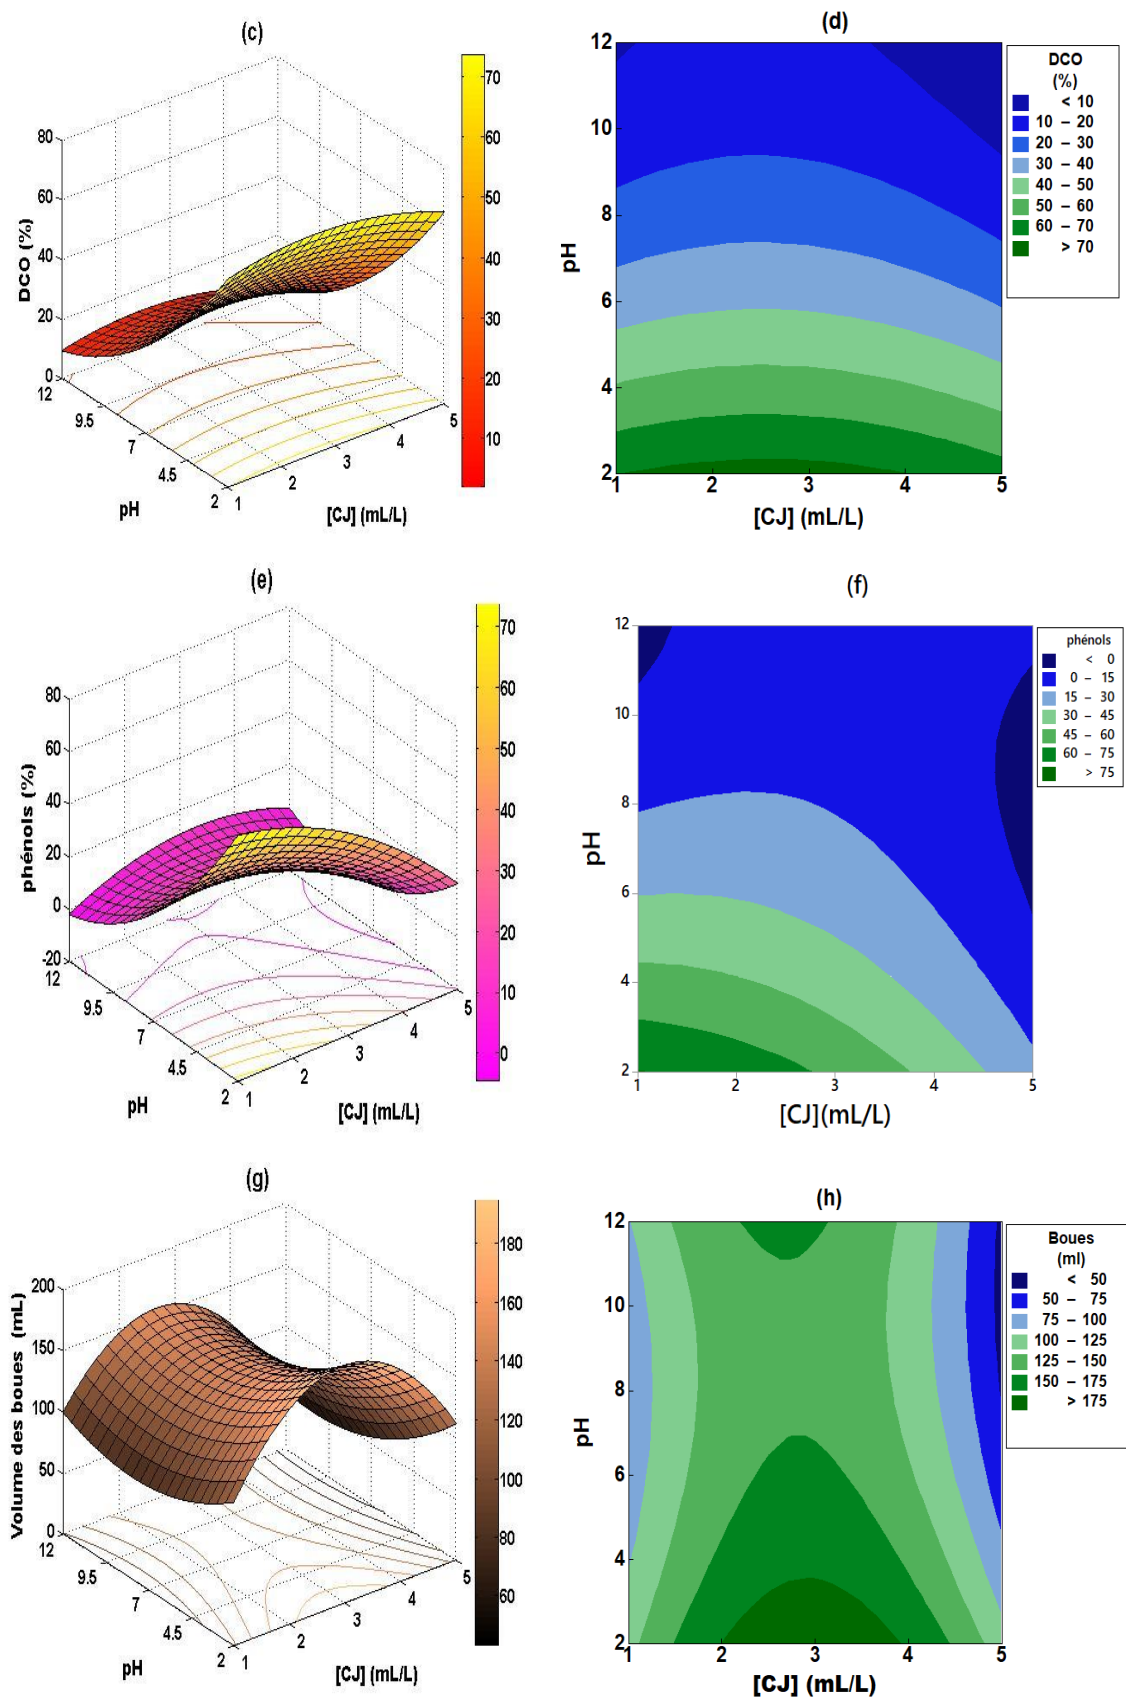 (c)
80
60
40
20
0
DCO (%)
12
9.5
7
4.5
2
pH
1
2
3
4
5
[CJ] (mL/L)
70
60
50
40
30
20
10
(d)
12
10
8
6
4
2
pH
1
2
3
4
5
[CJ] (mL/L)
DCO
(%)
< 10
10 – 20
20 – 30
30 – 40
40 – 50
50 – 60
60 – 70
> 70
(e)
80
60
40
20
0
-20
phénols (%)
12
9.5
7
4.5
2
pH
1
2
3
4
5
[CJ] (mL/L)
70
60
50
40
30
20
10
0
(f)
12
10
8
6
4
2
pH
1
2
3
4
5
[CJ](mL/L)
phénols
< 0
0 – 15
15 – 30
30 – 45
45 – 60
60 – 75
> 75
(g)
200
150
100
50
0
Volume des boues (mL)
12
9.5
7
4.5
2
pH
1
2
3
4
5
[CJ] (mL/L)
180
160
140
120
100
80
60
(h)
12
10
8
6
4
2
pH
1
2
3
4
5
[CJ] (mL/L)
Boues
(ml)
< 50
50 – 75
75 – 100
100 – 125
125 – 150
150 – 175
> 175